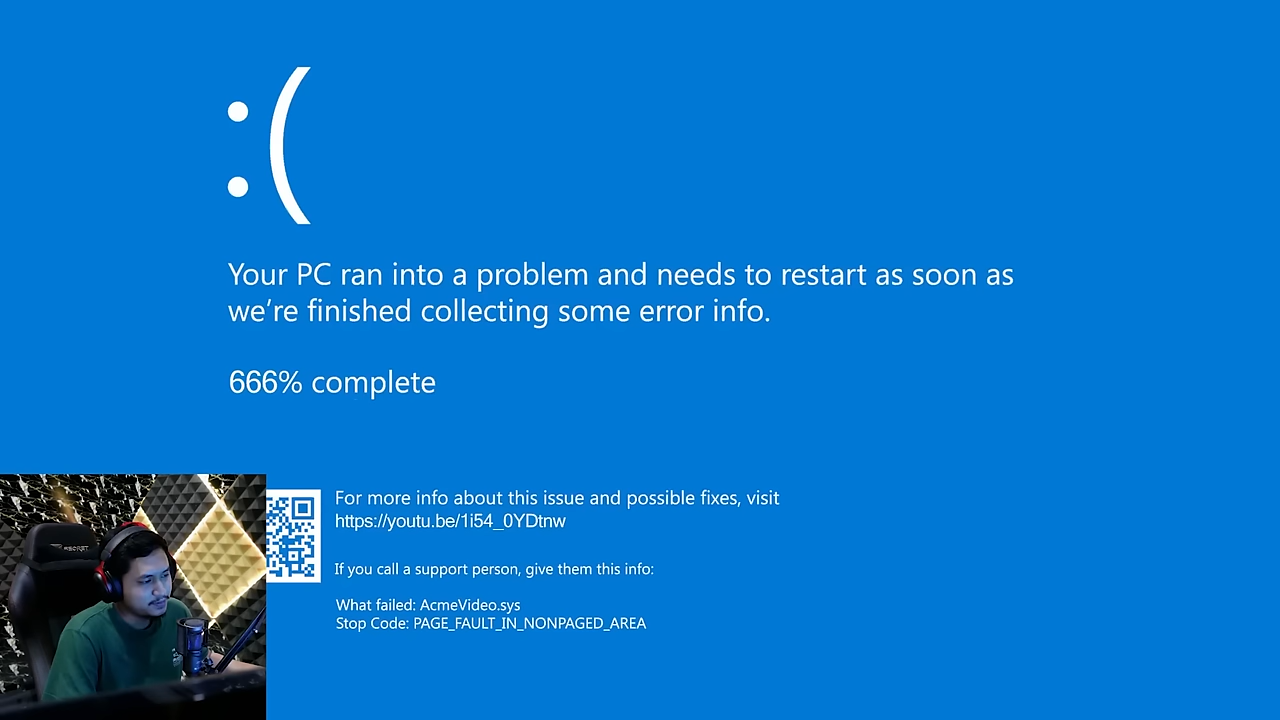 :(
Your PC ran into a problem and needs to restart as soon as
we're finished collecting some error info.
666% complete
For more info about this issue and possible fixes, visit
https://youtu.be/1i54_0YDtnw
If you call a support person, give them this info:
What failed: AcmeVideo.sys
Stop Code: PAGE_FAULT_IN_NONPAGED_AREA